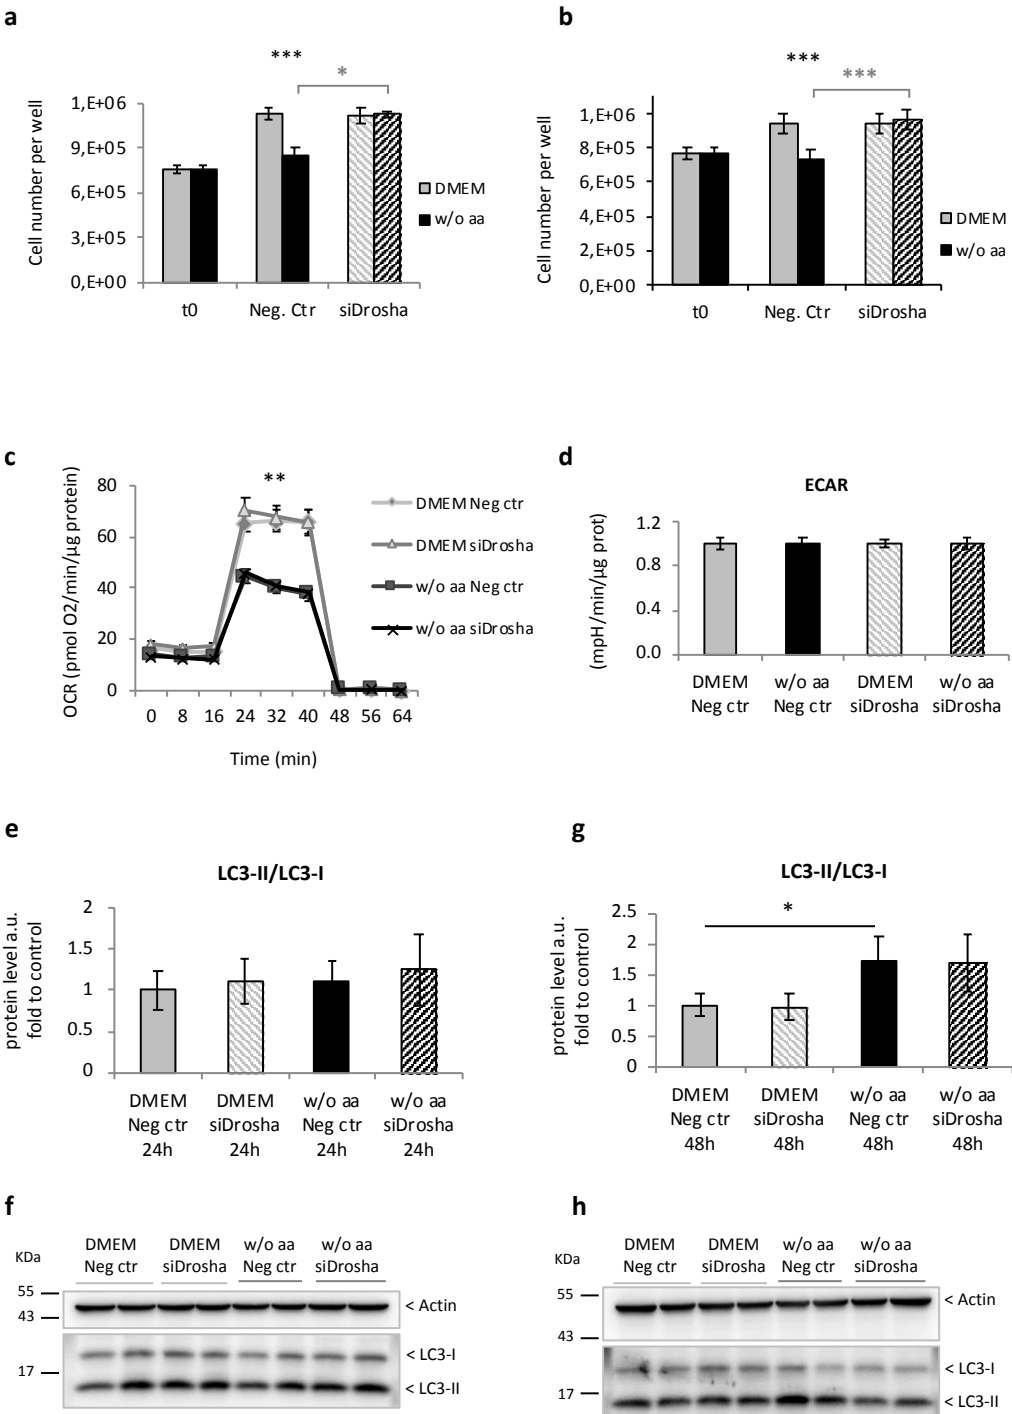 a
***
*
1,E+06
9,E+05
6,E+05
3,E+05
0,E+00
Cell number per well
t0
Neg. Ctr
siDrosha
DMEM
w/o aa
b
***
***
1,E+06
8,E+05
6,E+05
4,E+05
2,E+05
0,E+00
Cell number per well
t0
Neg. Ctr
siDrosha
DMEM
w/o aa
c
**
OCR (pmol O2/min/µg protein)
80
60
40
20
0
0 8 16 24 32 40 48 56 64
Time (min)
DMEM Neg ctr
DMEM siDrosha
w/o aa Neg ctr
w/o aa siDrosha
d
ECAR
(mpH/min/µg prot)
1.2
0.8
0.4
0.0
DMEM
Neg ctr
w/o aa
Neg ctr
DMEM
siDrosha
w/o aa
siDrosha
e
LC3-II/LC3-I
protein level a.u.
fold to control
2
1.5
1
0.5
0
DMEM
Neg ctr
24h
DMEM
siDrosha
24h
w/o aa
Neg ctr
24h
w/o aa
siDrosha
24h
g
LC3-II/LC3-I
*
protein level a.u.
fold to control
2.5
2
1.5
1
0.5
0
DMEM
Neg ctr
48h
DMEM
siDrosha
48h
w/o aa
Neg ctr
48h
w/o aa
siDrosha
48h
f
KDa
DMEM
Neg ctr
DMEM
siDrosha
w/o aa
Neg ctr
w/o aa
siDrosha
55
43
17
< Actin
< LC3-I
< LC3-II
h
KDa
DMEM
Neg ctr
DMEM
siDrosha
w/o aa
Neg ctr
w/o aa
siDrosha
55
43
17
< Actin
< LC3-I
< LC3-II